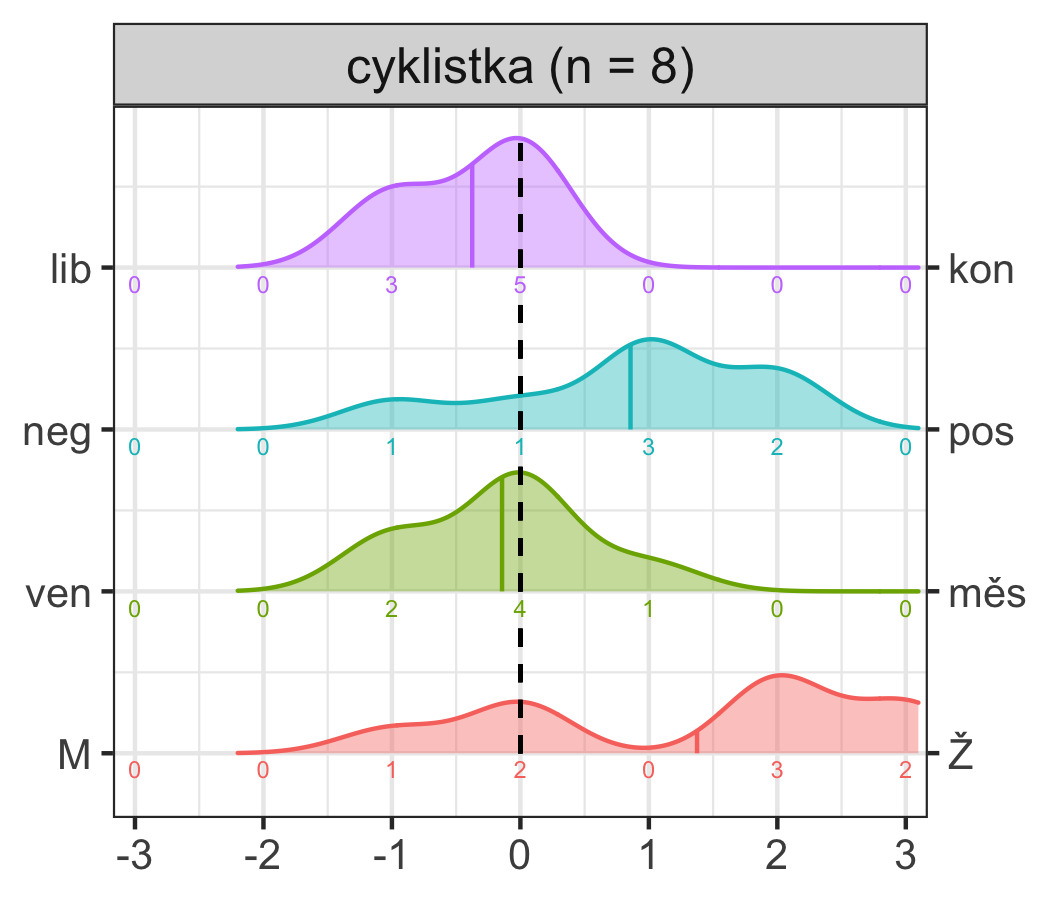 cyklistka (n = 8)
lib kon
0 0 3 5 0 0 0
neg pos
0 0 1 1 3 2 0
ven měs
0 0 2 4 1 0 0
M Ž
0 0 1 2 0 3 2
-3 -2 -1 0 1 2 3